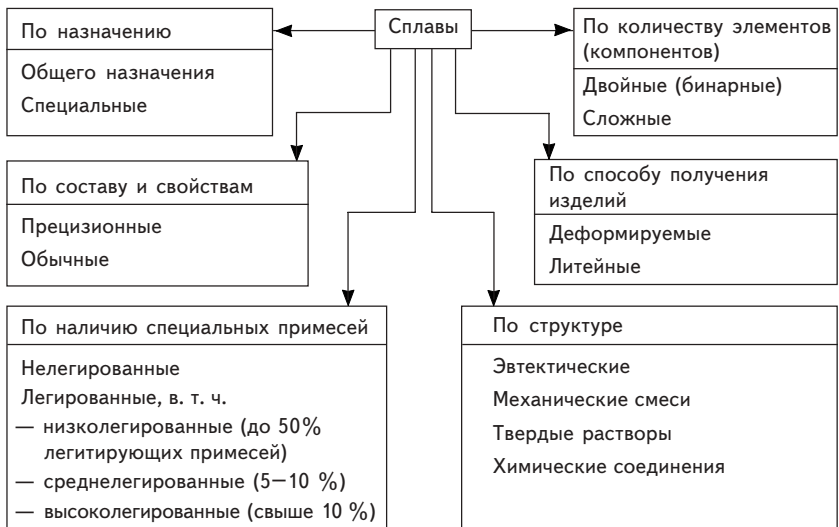 Сплавы
По назначению
Общего назначения
Специальные
По количеству элементов
(компонентов)
Двойные (бинарные)
Сложные
По составу и свойствам
Прецизионные
Обычные
По способу получения
изделий
Деформируемые
Литейные
По наличию специальных примесей
Нелегированные
Легированные, в. т. ч.
— низколегированные (до 50%
легитирующих примесей)
— среднелегированные (5—10 %)
— высоколегированные (свыше 10 %)
По структуре
Эвтектические
Механические смеси
Твердые растворы
Химические соединения